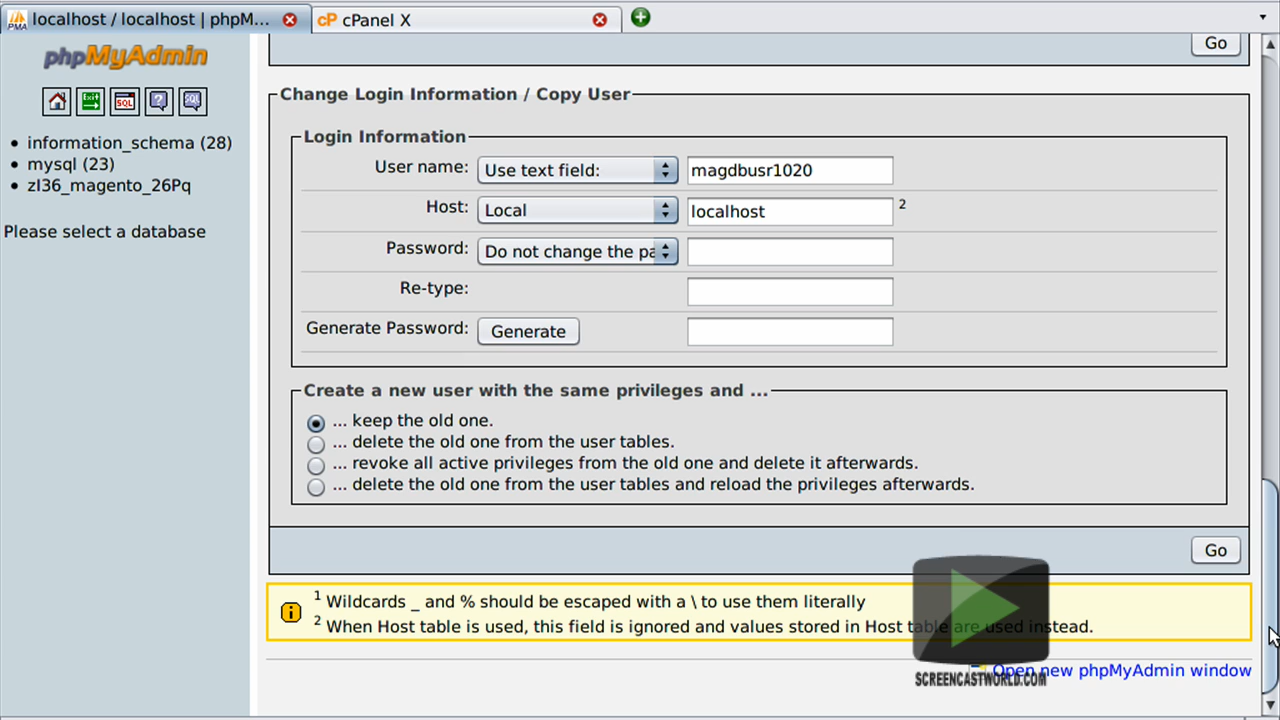 localhost / localhost | phpM...
cP cPanel X
PMA
phpMyAdmin
Exit
SQL
?
SQL
information_schema (28)
mysql (23)
zI36_magento_26Pq
Please select a database
Go
Change Login Information / Copy User
Login Information
User name: Use text field: magdbusr1020
Host: Local localhost 2
Password: Do not change the pa
Re-type:
Generate Password: Generate
Create a new user with the same privileges and ...
... keep the old one.
... delete the old one from the user tables.
... revoke all active privileges from the old one and delete it afterwards.
... delete the old one from the user tables and reload the privileges afterwards.
Go
1 Wildcards _ and % should be escaped with a \ to use them literally
2 When Host table is used, this field is ignored and values stored in Host table are used instead.
Open new phpMyAdmin window
SCREENCASTWORLD.COM